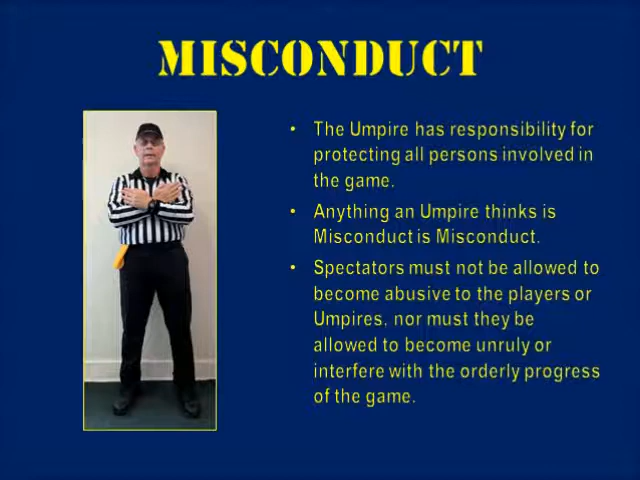 MISCONDUCT
• The Umpire has responsibility for
protecting all persons involved in
the game.
• Anything an Umpire thinks is
Misconduct is Misconduct.
• Spectators must not be allowed to
become abusive to the players or
Umpires, nor must they be
allowed to become unruly or
interfere with the orderly progress
of the game.